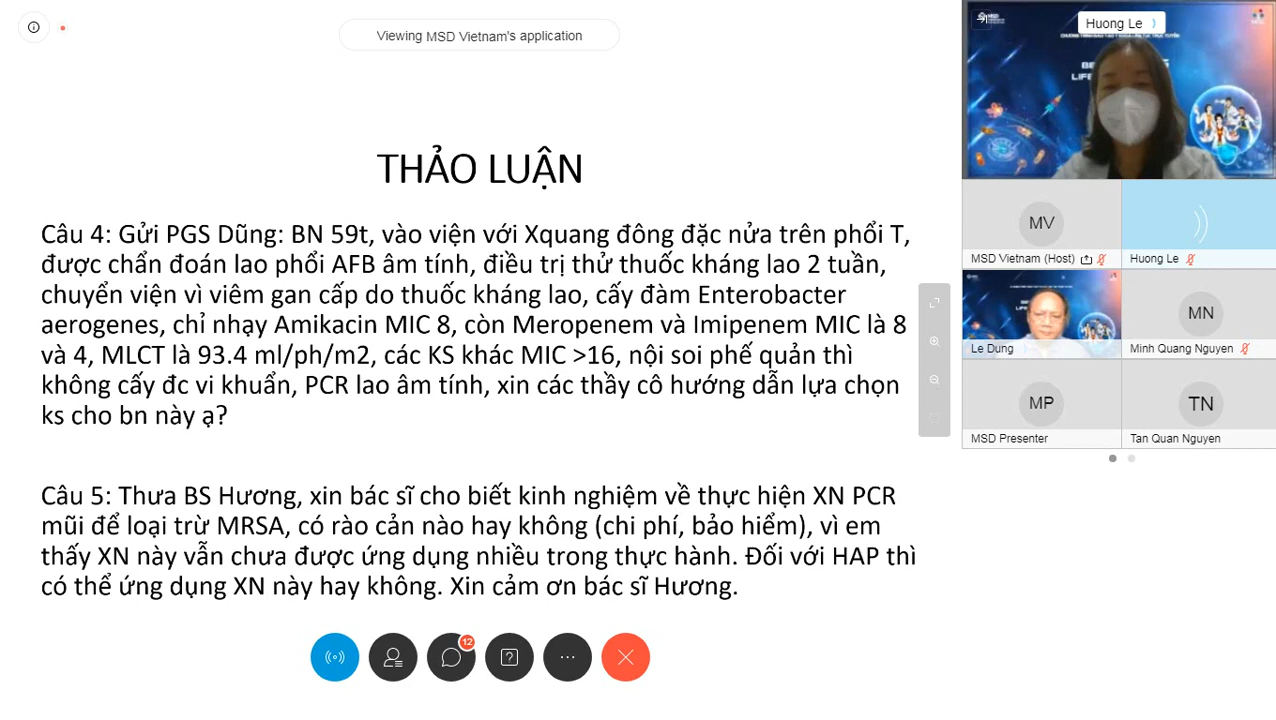 Viewing MSD Vietnam's application
THẢO LUẬN
Câu 4: Gửi PGS Dũng: BN 59t, vào viện với Xquang đông đặc nửa trên phổi T,
được chẩn đoán lao phổi AFB âm tính, điều trị thử thuốc kháng lao 2 tuần,
chuyển viện vì viêm gan cấp do thuốc kháng lao, cấy đàm Enterobacter
aerogenes, chỉ nhạy Amikacin MIC 8, còn Meropenem và Imipenem MIC là 8
và 4, MLCT là 93.4 ml/ph/m2, các KS khác MIC >16, nội soi phế quản thì
không cấy đc vi khuẩn, PCR lao âm tính, xin các thầy cô hướng dẫn lựa chọn
ks cho bn này ạ?
Câu 5: Thưa BS Hương, xin bác sĩ cho biết kinh nghiệm về thực hiện XN PCR
mũi để loại trừ MRSA, có rào cản nào hay không (chi phí, bảo hiểm), vì em
thấy XN này vẫn chưa được ứng dụng nhiều trong thực hành. Đối với HAP thì
có thể ứng dụng XN này hay không. Xin cảm ơn bác sĩ Hương.
12
Huong Le
MSD
MV
MSD Vietnam (Host)
Huong Le
Le Dung
MN
Minh Quang Nguyen
MP
MSD Presenter
TN
Tan Quan Nguyen